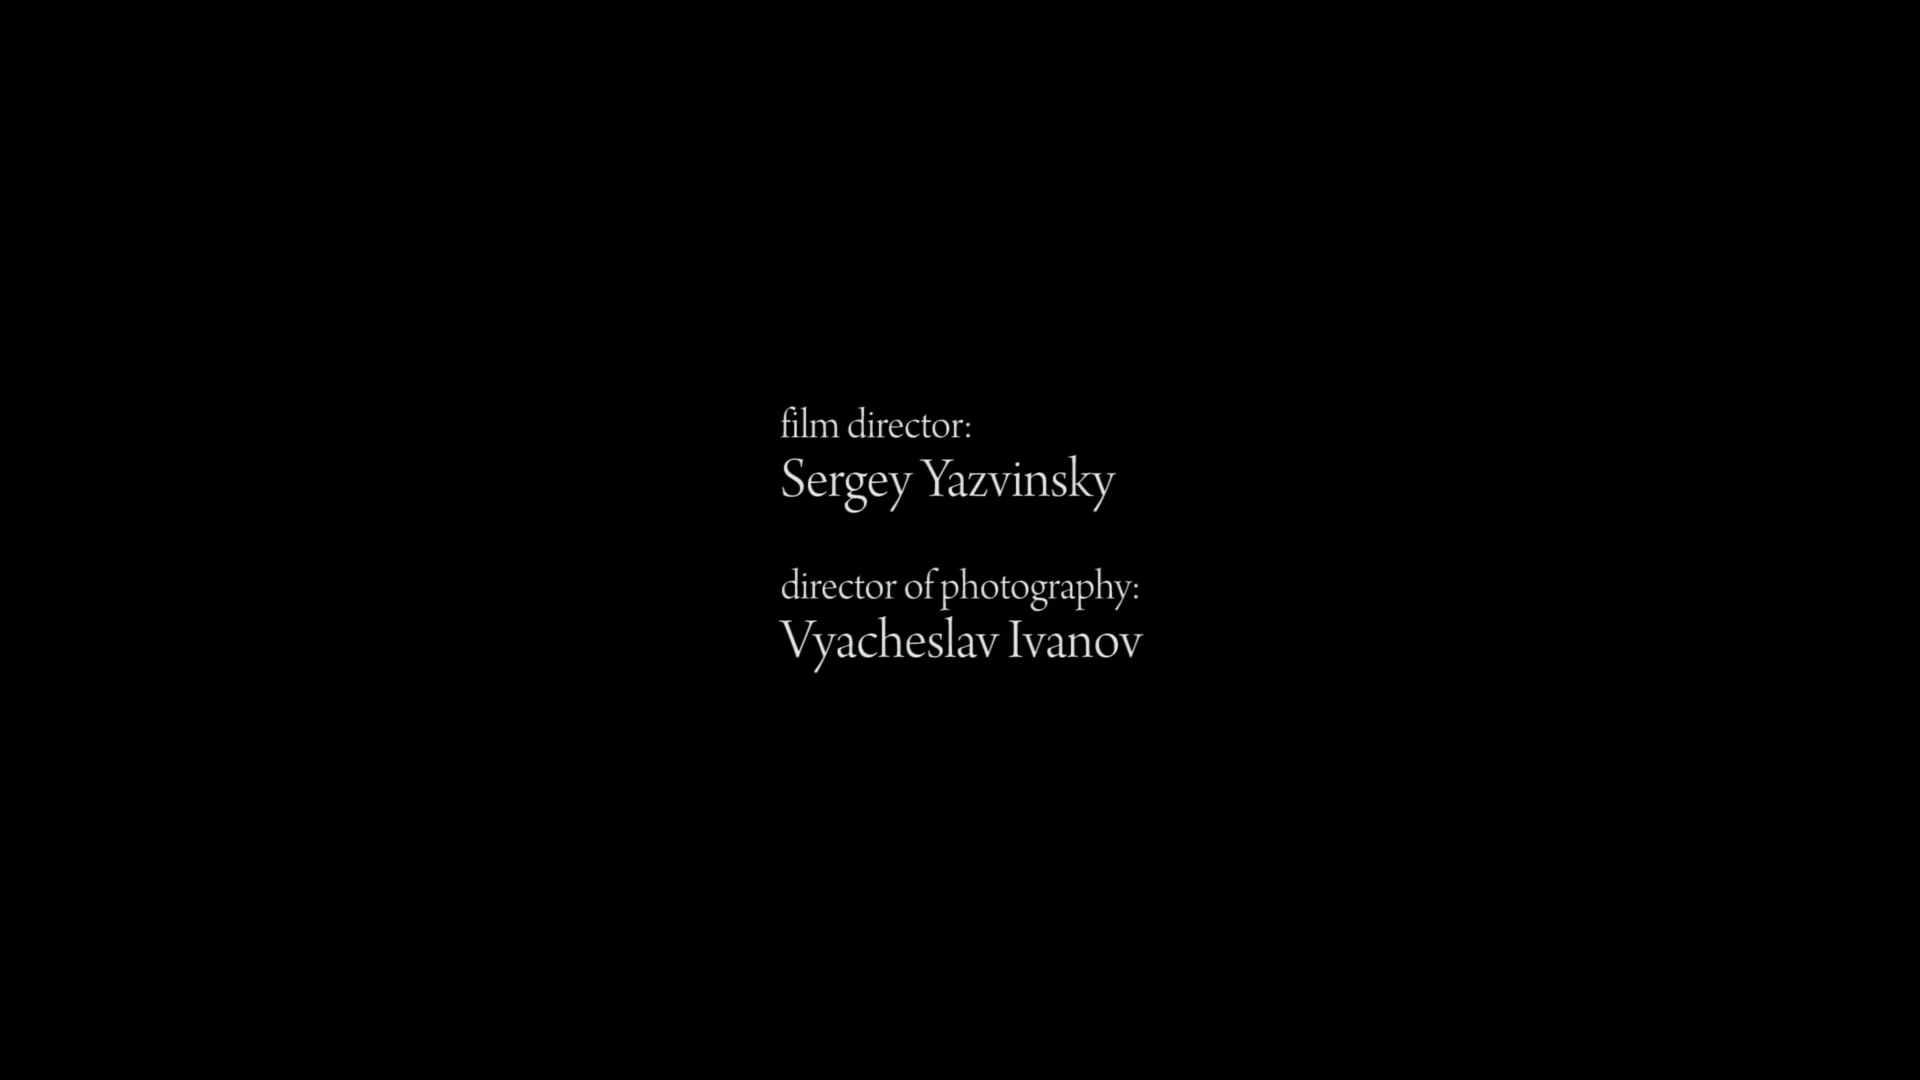 film director:
Sergey Yazvinsky
director of photography:
Vyacheslav Ivanov